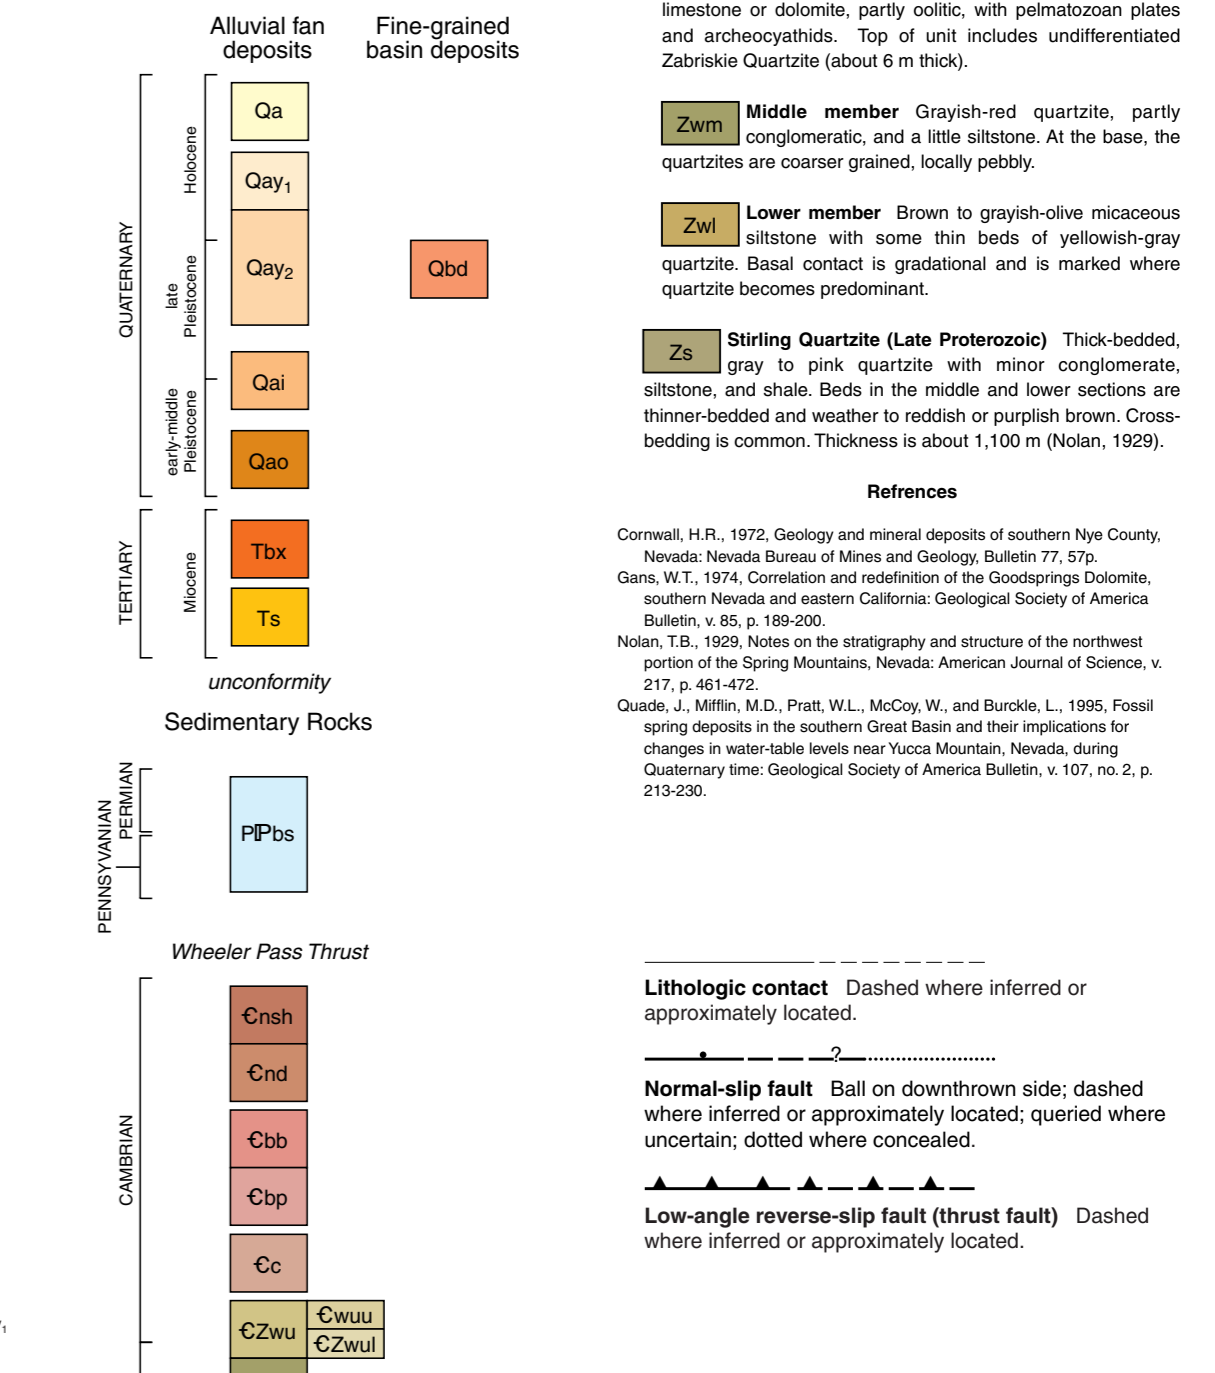 Alluvial fan
deposits
Fine-grained
basin deposits
QUATERNARY
Holocene
late
Pleistocene
early-middle
Pleistocene
Qa
Qay₁
Qay₂
Qbd
Qai
Qao
TERTIARY
Miocene
Tbx
Ts
unconformity
Sedimentary Rocks
PENNSYVANIAN
PERMIAN
PIPbs
Wheeler Pass Thrust
CAMBRIAN
Єnsh
Єnd
Єbb
Єbp
Єc
ЄZwu
Єwuu
ЄZwul
limestone or dolomite, partly oolitic, with pelmatozoan plates
and archeocyathids. Top of unit includes undifferentiated
Zabriskie Quartzite (about 6 m thick).
Zwm
Middle member Grayish-red quartzite, partly
conglomeratic, and a little siltstone. At the base, the
quartzites are coarser grained, locally pebbly.
Zwl
Lower member Brown to grayish-olive micaceous
siltstone with some thin beds of yellowish-gray
quartzite. Basal contact is gradational and is marked where
quartzite becomes predominant.
Zs
Stirling Quartzite (Late Proterozoic) Thick-bedded,
gray to pink quartzite with minor conglomerate,
siltstone, and shale. Beds in the middle and lower sections are
thinner-bedded and weather to reddish or purplish brown. Cross-
bedding is common. Thickness is about 1,100 m (Nolan, 1929).
Refrences
Cornwall, H.R., 1972, Geology and mineral deposits of southern Nye County,
Nevada: Nevada Bureau of Mines and Geology, Bulletin 77, 57p.
Gans, W.T., 1974, Correlation and redefinition of the Goodsprings Dolomite,
southern Nevada and eastern California: Geological Society of America
Bulletin, v. 85, p. 189-200.
Nolan, T.B., 1929, Notes on the stratigraphy and structure of the northwest
portion of the Spring Mountains, Nevada: American Journal of Science, v.
217, p. 461-472.
Quade, J., Mifflin, M.D., Pratt, W.L., McCoy, W., and Burckle, L., 1995, Fossil
spring deposits in the southern Great Basin and their implications for
changes in water-table levels near Yucca Mountain, Nevada, during
Quaternary time: Geological Society of America Bulletin, v. 107, no. 2, p.
213-230.
Lithologic contact Dashed where inferred or
approximately located.
?
Normal-slip fault Ball on downthrown side; dashed
where inferred or approximately located; queried where
uncertain; dotted where concealed.
Low-angle reverse-slip fault (thrust fault) Dashed
where inferred or approximately located.